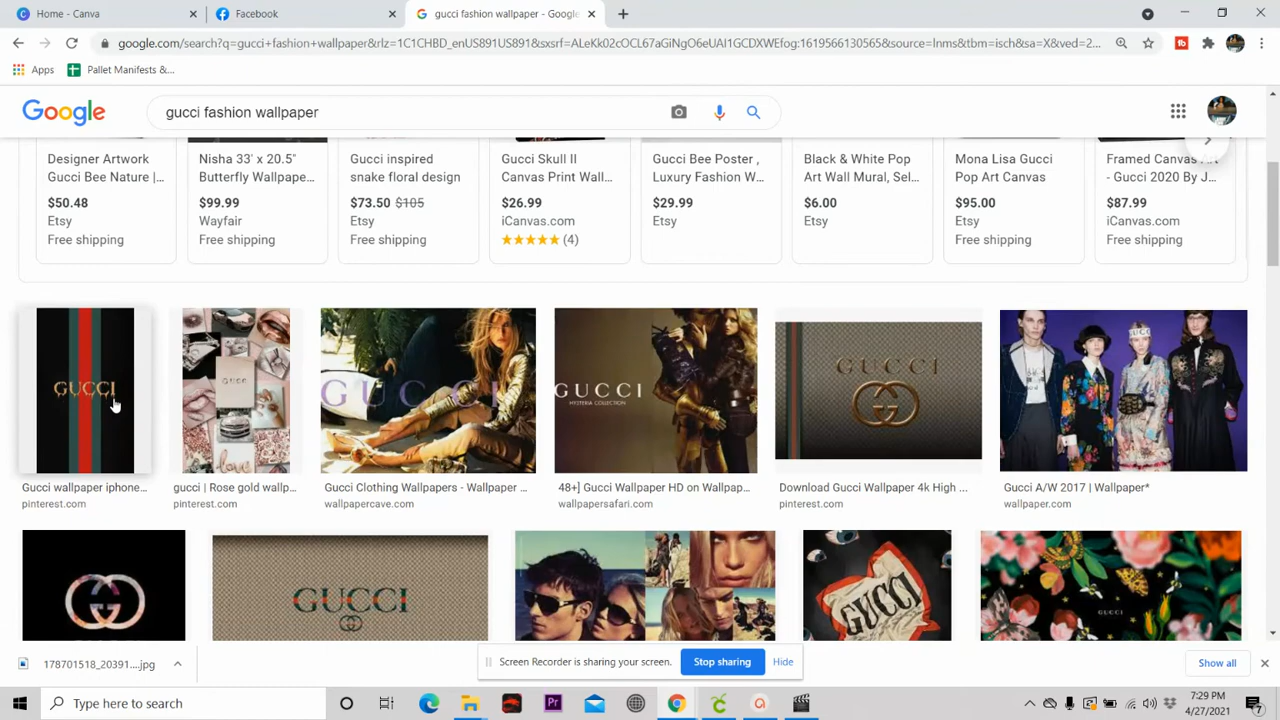 Home - Canva
Facebook
gucci fashion wallpaper - Google
google.com/search?q=gucci+fashion+wallpaper&rlz=1C1CHBD_enUS891US891&sxsrf=ALeKk02cOCL67aGiNgO6eUAI1GCDXWEfog:1619566130565&source=lnms&tbm=isch&sa=X&ved=2...
Apps
Pallet Manifests &...
Google
gucci fashion wallpaper
Designer Artwork
Gucci Bee Nature |...
$50.48
Etsy
Free shipping
Nisha 33' x 20.5"
Butterfly Wallpape...
$99.99
Wayfair
Free shipping
Gucci inspired
snake floral design
$73.50 $105
Etsy
Free shipping
Gucci Skull II
Canvas Print Wall...
$26.99
iCanvas.com
(4)
Gucci Bee Poster ,
Luxury Fashion W...
$29.99
Etsy
Black & White Pop
Art Wall Mural, Sel...
$6.00
Etsy
Mona Lisa Gucci
Pop Art Canvas
$95.00
Etsy
Free shipping
Framed Canvas Art
- Gucci 2020 By J...
$87.99
iCanvas.com
Free shipping
GUCCI
GUCCI
GUCCI
GUCCI
HYSTERIA COLLECTION
GUCCI
GUCCI
Gucci wallpaper iphone...
pinterest.com
gucci | Rose gold wallp...
pinterest.com
Gucci Clothing Wallpapers - Wallpaper ...
wallpapercave.com
48+] Gucci Wallpaper HD on Wallpap...
wallpapersafari.com
Download Gucci Wallpaper 4k High ...
pinterest.com
Gucci A/W 2017 | Wallpaper*
wallpaper.com
GUCCI
GUCCI
GUCCI
178701518_20391....jpg
Screen Recorder is sharing your screen.
Stop sharing
Hide
Show all
Type here to search
Pr
7:29 PM
4/27/2021
7